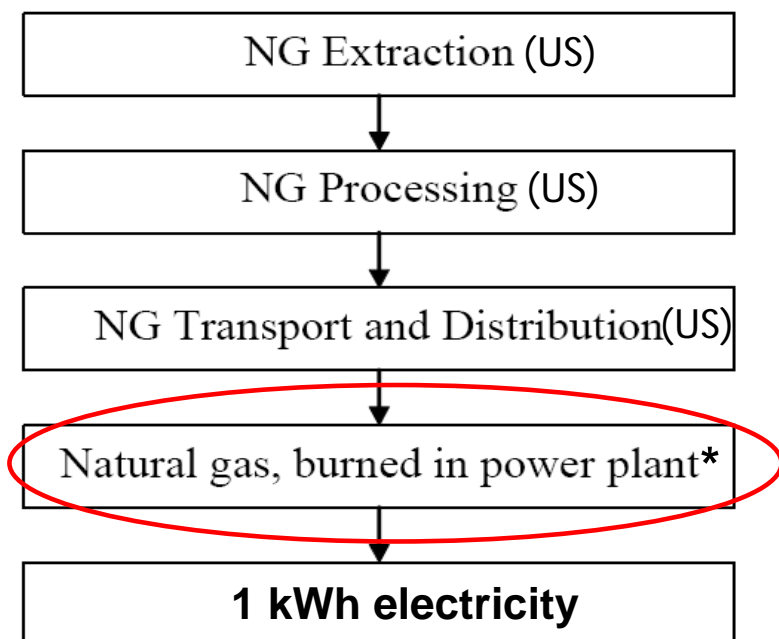 NG Extraction (US)
NG Processing (US)
NG Transport and Distribution(US)
Natural gas, burned in power plant*
1 kWh electricity